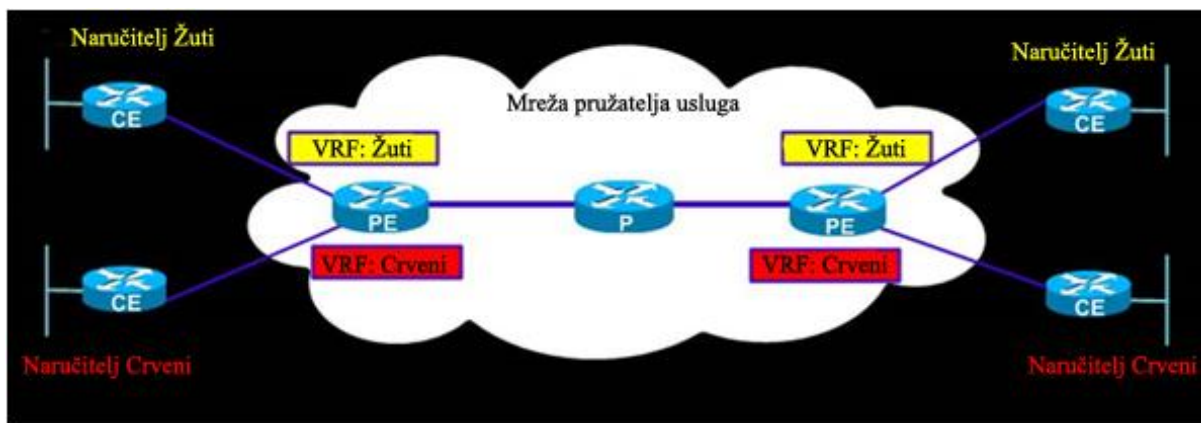 Naručitelj Žuti
Naručitelj Žuti
Mreža pružatelja usluga
CE
CE
VRF: Žuti
VRF: Žuti
PE
P
PE
VRF: Crveni
VRF: Crveni
CE
CE
Naručitelj Crveni
Naručitelj Crveni